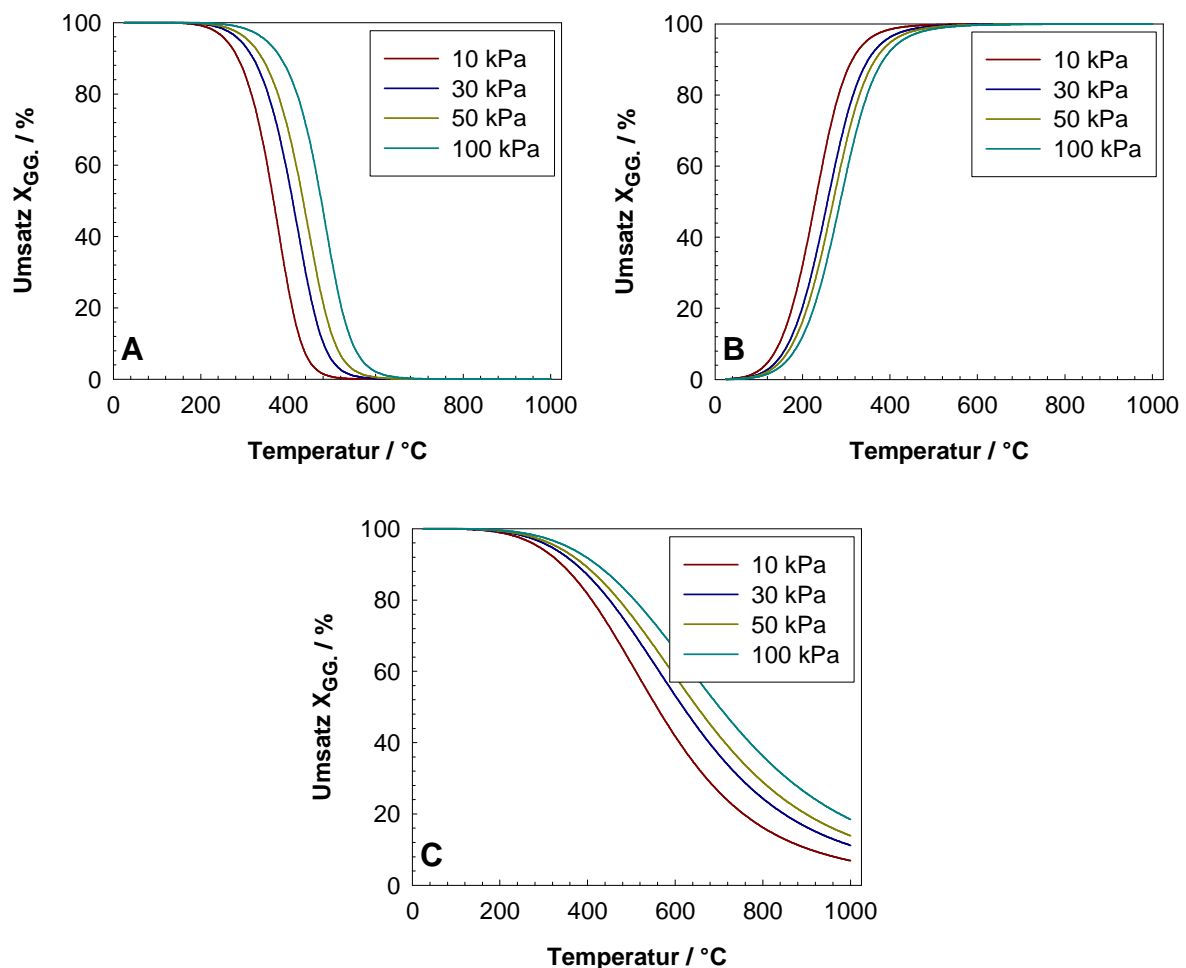 100
80
60
40
20
0
Umsatz X_GG. / %
10 kPa
30 kPa
50 kPa
100 kPa
A
0 200 400 600 800 1000
Temperatur / °C
100
80
60
40
20
0
Umsatz X_GG. / %
10 kPa
30 kPa
50 kPa
100 kPa
B
0 200 400 600 800 1000
Temperatur / °C
100
80
60
40
20
0
Umsatz X_GG. / %
10 kPa
30 kPa
50 kPa
100 kPa
C
0 200 400 600 800 1000
Temperatur / °C